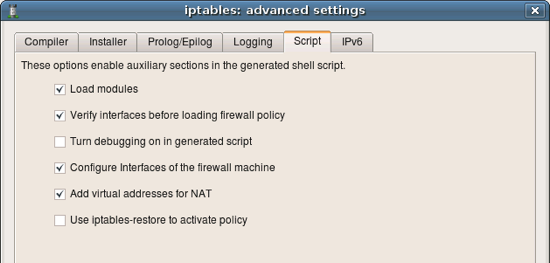 iptables: advanced settings
Compiler Installer Prolog/Epilog Logging Script IPv6
These options enable auxiliary sections in the generated shell script.
Load modules
Verify interfaces before loading firewall policy
Turn debugging on in generated script
Configure Interfaces of the firewall machine
Add virtual addresses for NAT
Use iptables-restore to activate policy